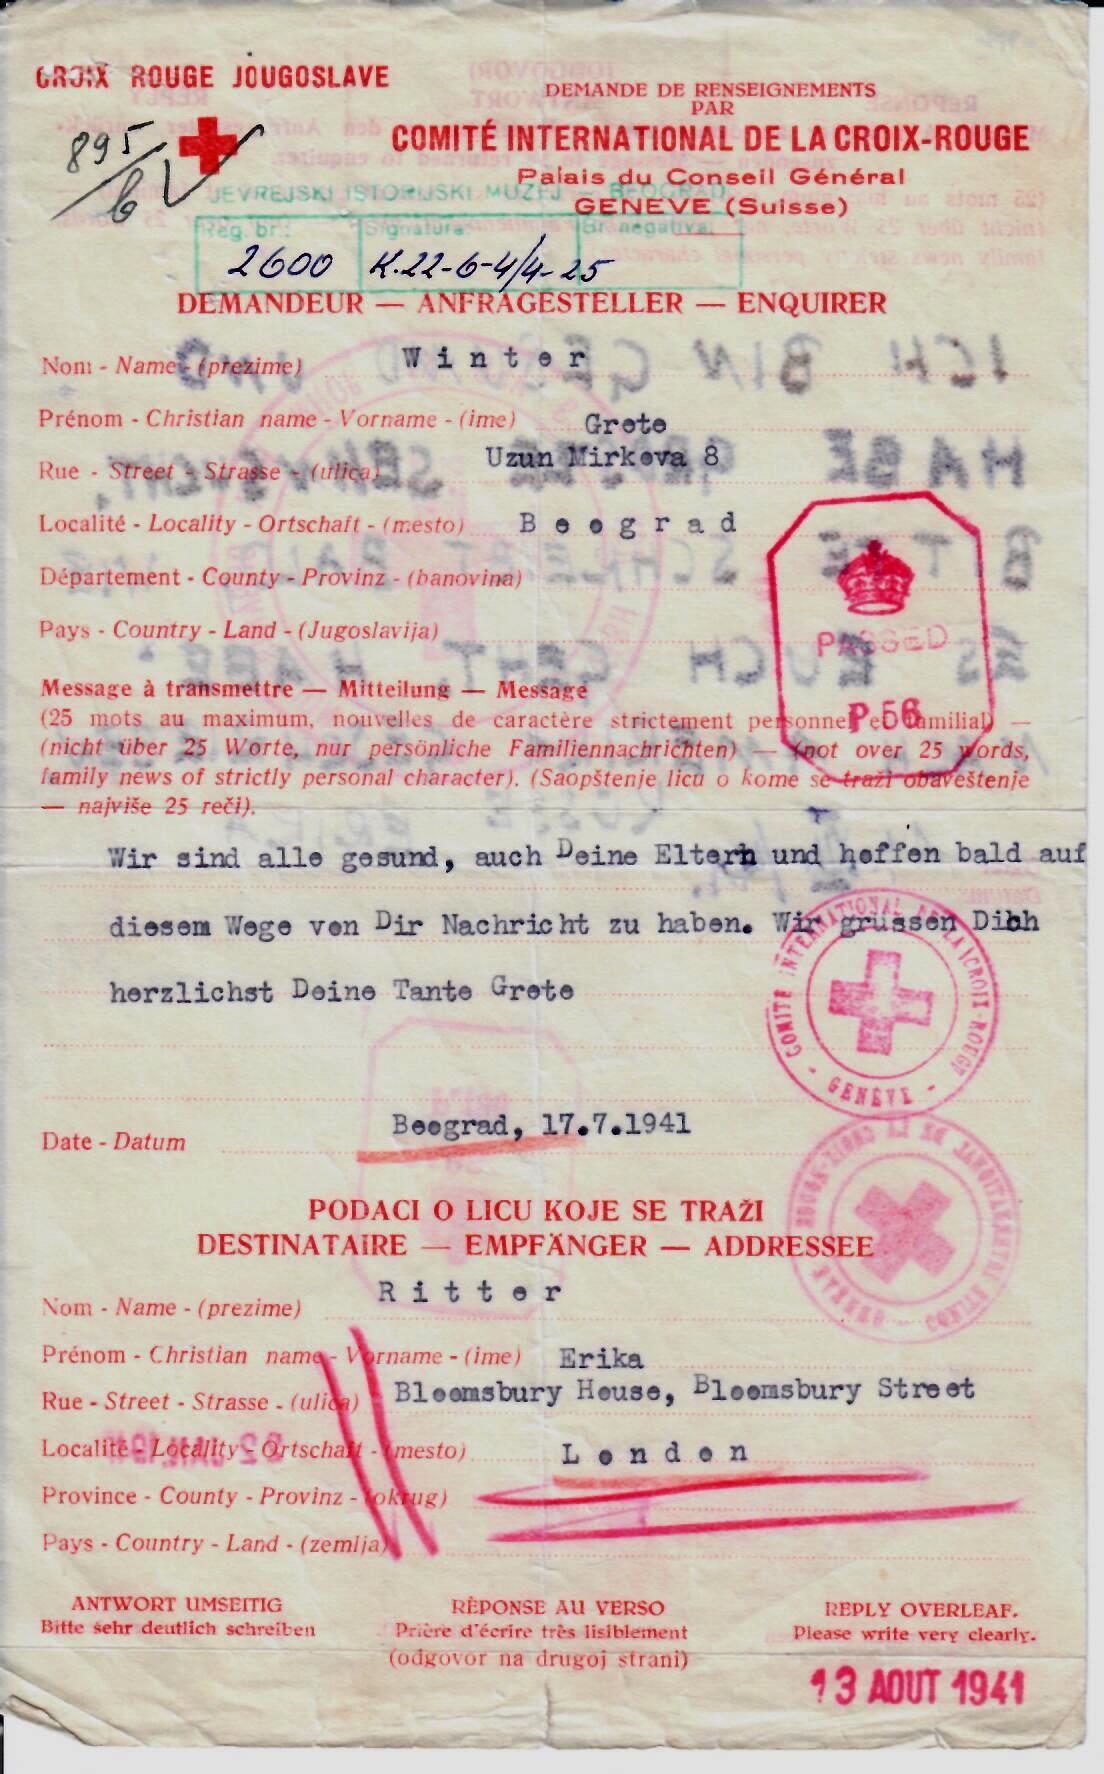 CROIX ROUGE JOUGOSLAVE
DEMANDE DE RENSEIGNEMENTS
PAR
COMITÉ INTERNATIONAL DE LA CROIX-ROUGE
Palais du Conseil Général
GENEVE (Suisse)
895/6
JEVREJSKI ISTORIJSKI MUZEJ — BEOGRAD
Reg. br.: Signatura Br. negativa:
2600 K.22-6-4/4-25
DEMANDEUR — ANFRAGESTELLER — ENQUIRER
Nom - Name - (prezime) Winter
Prénom - Christian name - Vorname - (ime) Grete
Rue - Street - Strasse - (ulica) Uzun Mirkova 8
Localité - Locality - Ortschaft - (mesto) Beograd
Département - County - Provinz - (banovina)
Pays - Country - Land - (Jugoslavija)
PASSED
P.56
Message à transmettre — Mitteilung — Message
(25 mots au maximum, nouvelles de caractère strictement personnel et familial) —
(nicht über 25 Worte, nur persönliche Familiennachrichten) — (not over 25 words,
family news of strictly personal character). (Saopštenje licu o kome se traži obaveštenje
— najviše 25 reči).
Wir sind alle gesund, auch Deine Eltern und hoffen bald auf
diesem Wege von Dir Nachricht zu haben. Wir grüssen Dich
herzlichst Deine Tante Grete
COMITÉ INTERNATIONAL DE LA CROIX-ROUGE - GENÈVE -
Date - Datum Beograd, 17.7.1941
PODACI O LICU KOJE SE TRAŽI
DESTINATAIRE — EMPFÄNGER — ADDRESSEE
Nom - Name - (prezime) Ritter
Prénom - Christian name - Vorname - (ime) Erika
Rue - Street - Strasse - (ulica) Bloomsbury House, Bloomsbury Street
Localité - Locality - Ortschaft - (mesto) London
Province - County - Provinz - (okrug)
Pays - Country - Land - (zemlja)
ANTWORT UMSEITIG
Bitte sehr deutlich schreiben
RÉPONSE AU VERSO
Prière d'écrire très lisiblement
(odgovor na drugoj strani)
REPLY OVERLEAF.
Please write very clearly.
13 AOUT 1941